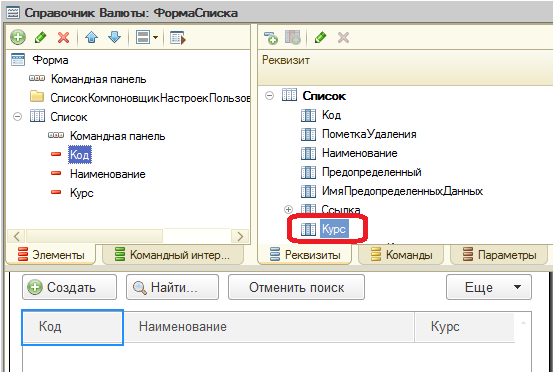 Справочник Валюты: ФормаСписка
Форма
Командная панель
СписокКомпоновщикНастроекПользов
Список
Командная панель
Код
Наименование
Курс
Элементы
Командный интер...
Реквизит
Список
Код
ПометкаУдаления
Наименование
Предопределенный
ИмяПредопределенныхДанных
Ссылка
Курс
Реквизиты
Команды
Параметры
Создать
Найти...
Отменить поиск
Еще
Код
Наименование
Курс